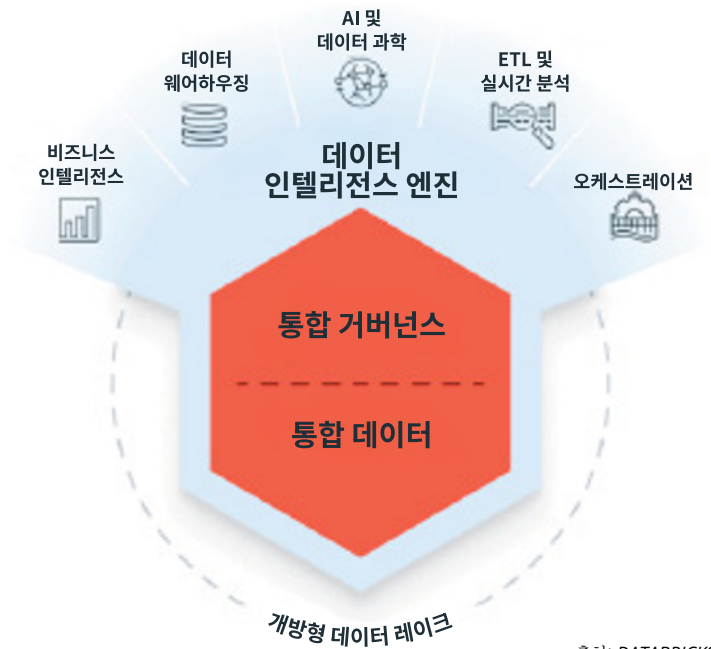 AI 및
데이터 과학
데이터
웨어하우징
ETL 및
실시간 분석
비즈니스
인텔리전스
오케스트레이션
데이터
인텔리전스 엔진
통합 거버넌스
통합 데이터
개방형 데이터 레이크